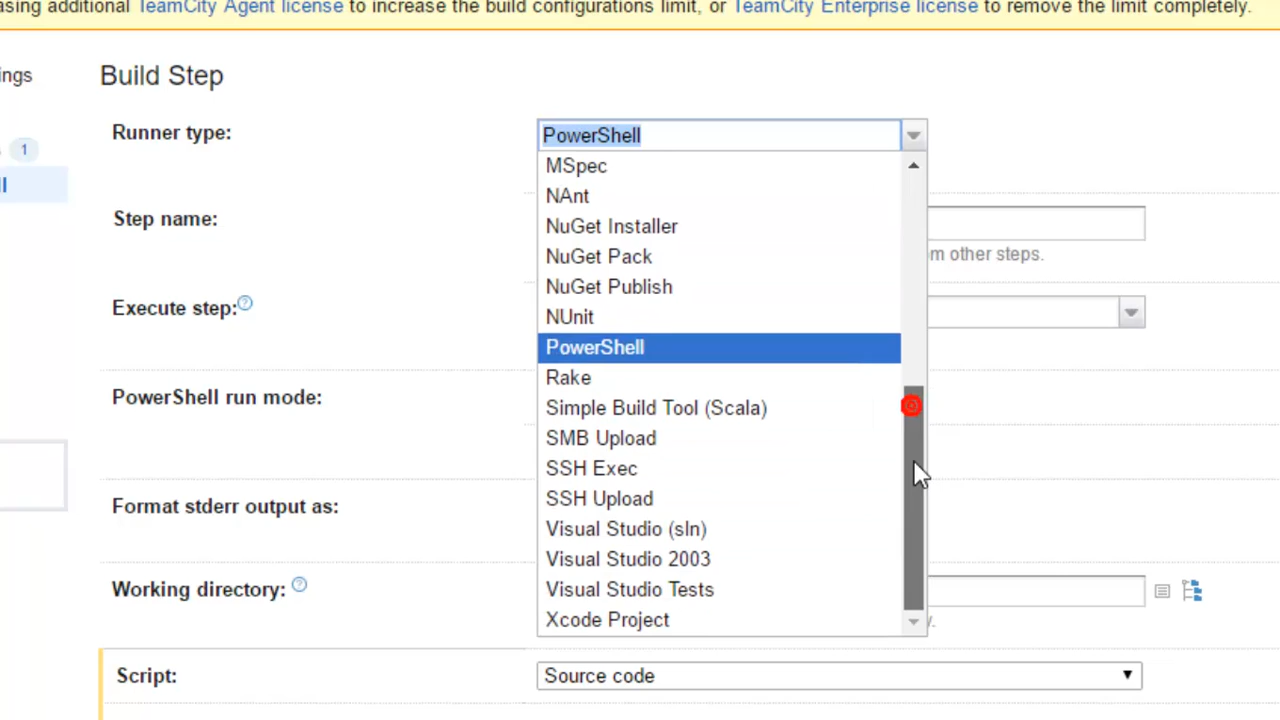 asing additional TeamCity Agent license to increase the build configurations limit, or TeamCity Enterprise license to remove the limit completely.
ings
Build Step
Runner type:
PowerShell
MSpec
1
NAnt
Step name:
NuGet Installer
NuGet Pack
om other steps.
NuGet Publish
Execute step:
NUnit
PowerShell
Rake
PowerShell run mode:
Simple Build Tool (Scala)
SMB Upload
SSH Exec
SSH Upload
Format stderr output as:
Visual Studio (sln)
Visual Studio 2003
Working directory:
Visual Studio Tests
Xcode Project
Script:
Source code